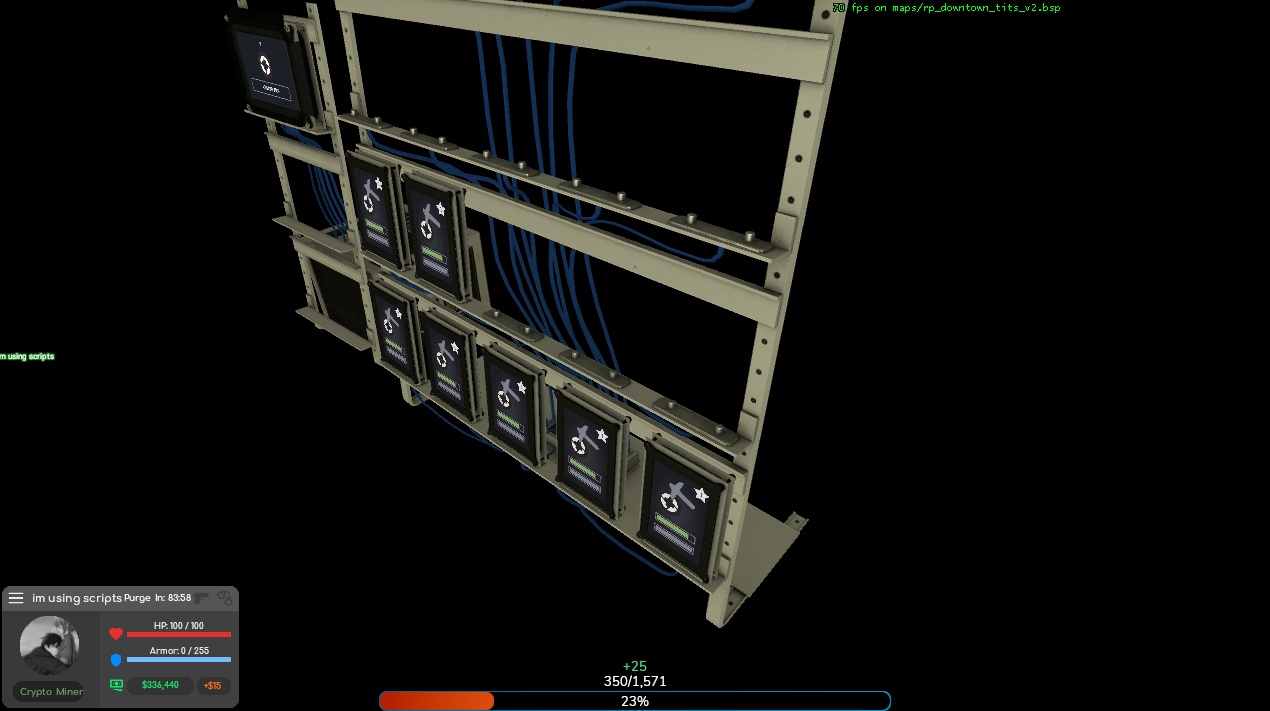 70 fps on maps/rp_downtown_tits_v2.bsp
m using scripts
im using scripts Purge In: 83:58
HP: 100 / 100
Armor: 0 / 255
$336,440 +$15
Crypto Miner
+25
350/1,571
23%